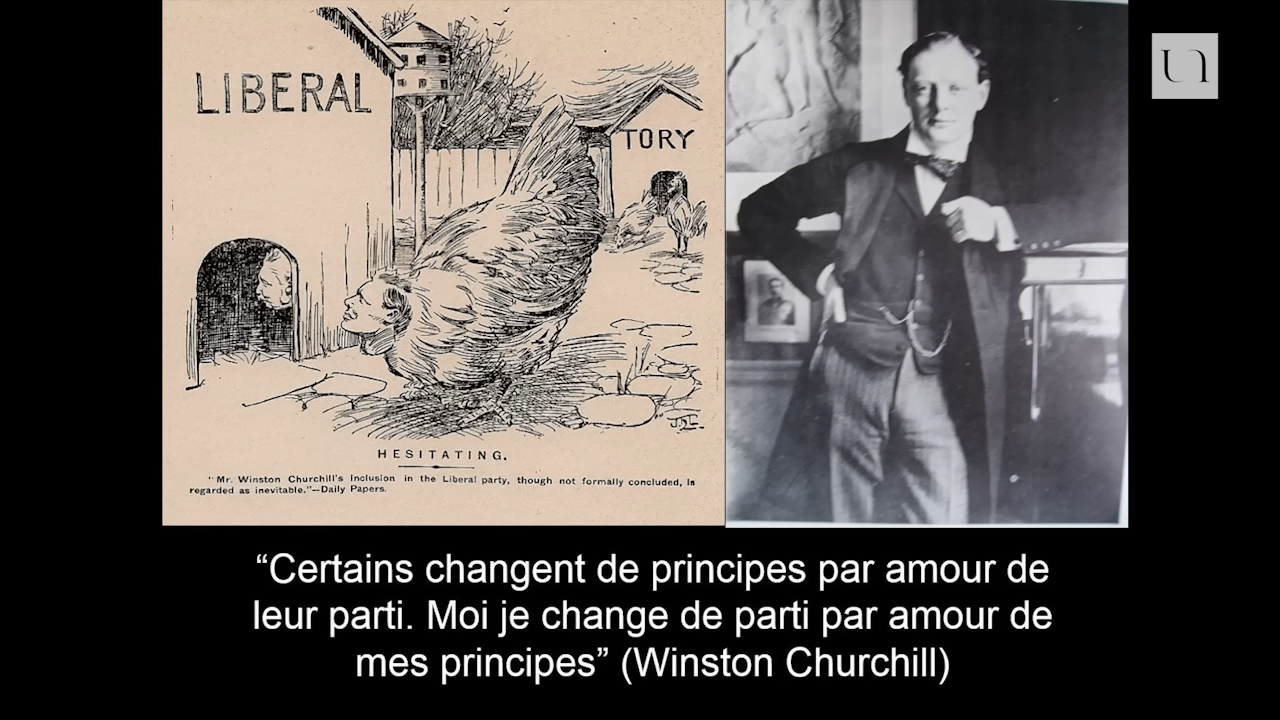 LIBERAL
TORY
HESITATING.
"Mr. Winston Churchill's Inclusion in the Liberal party, though not formally concluded, is
regarded as inevitable."—Daily Papers.
“Certains changent de principes par amour de
leur parti. Moi je change de parti par amour de
mes principes” (Winston Churchill)